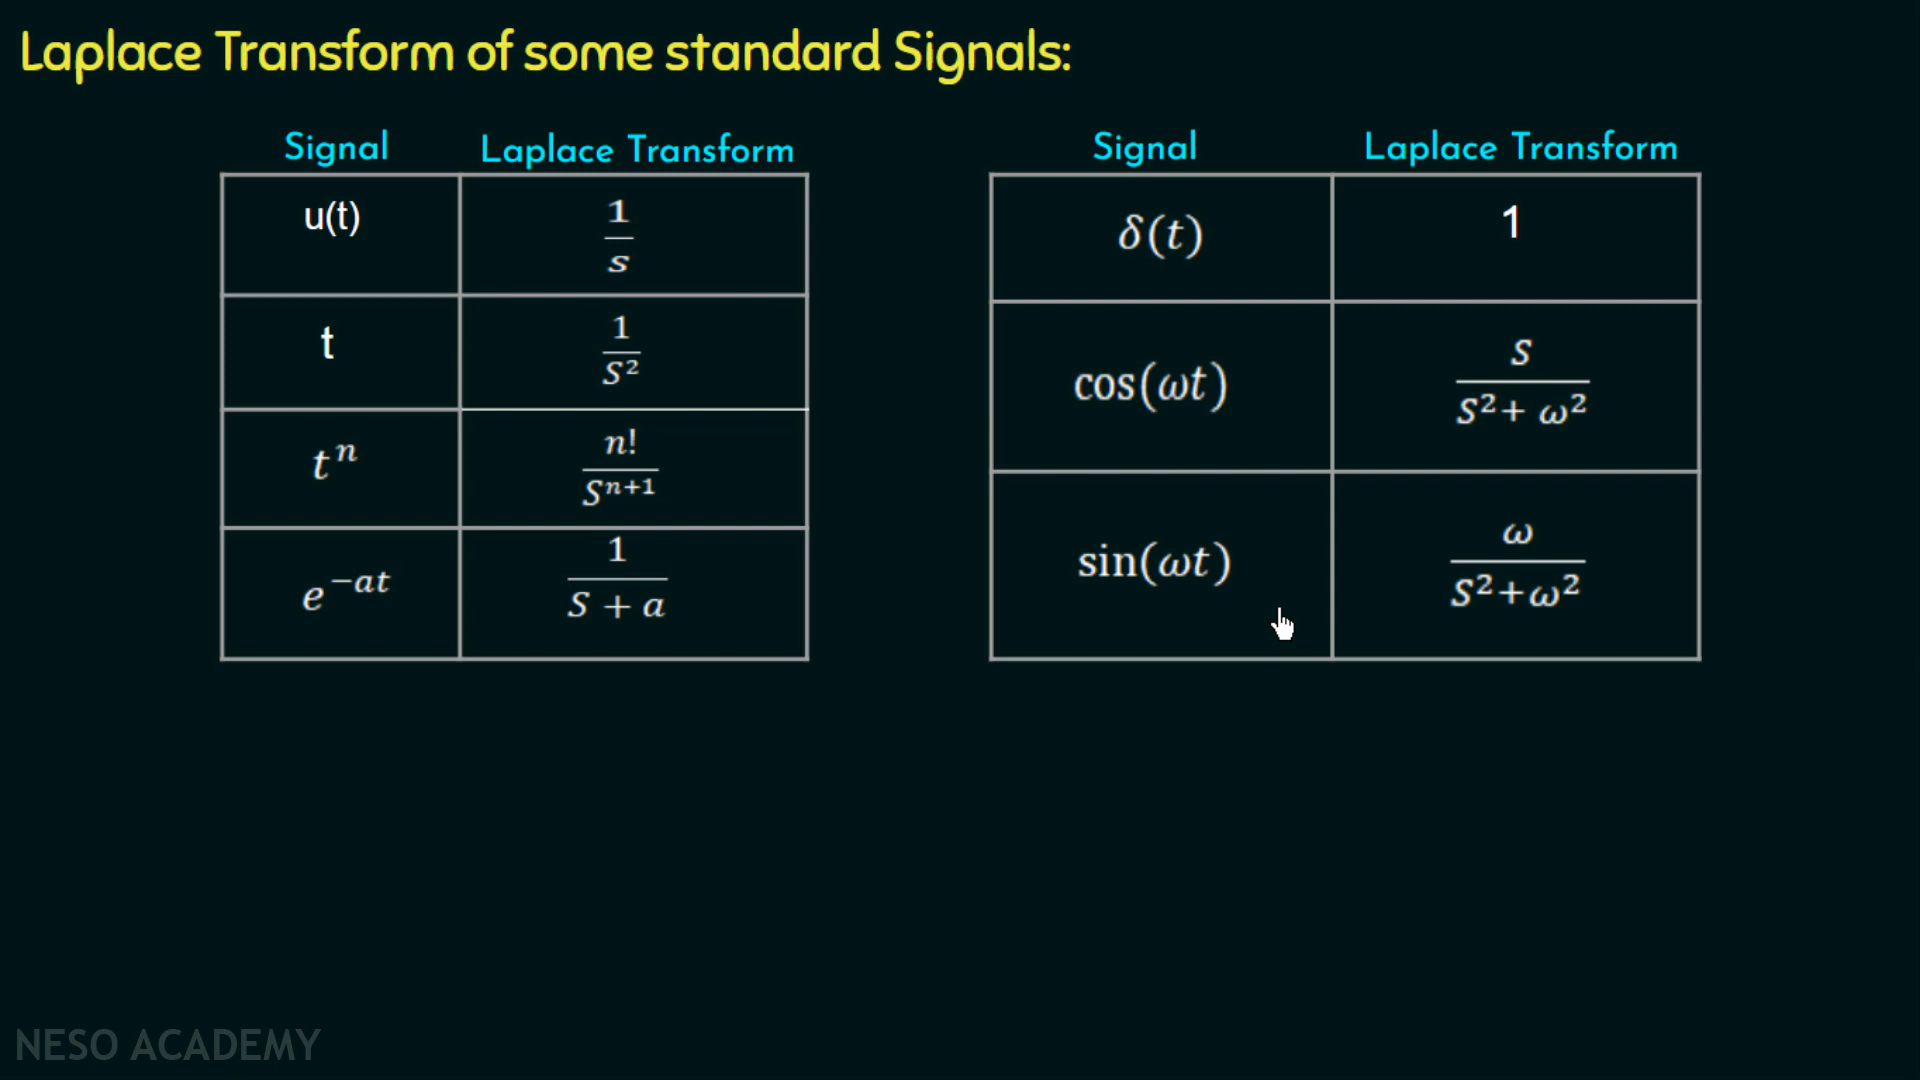 Laplace Transform of some standard Signals:
Signal Laplace Transform
u(t) 1/s
t 1/S²
tⁿ n!/Sⁿ⁺¹
e^{-at} 1/(S + a)
Signal Laplace Transform
δ(t) 1
cos(ωt) s/(S² + ω²)
sin(ωt) ω/(S²+ω²)
NESO ACADEMY